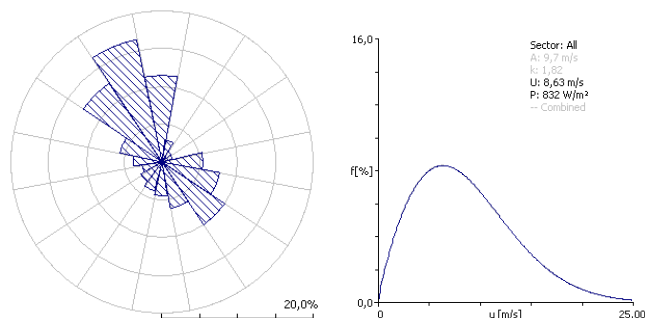 16,0
Sector: All
A: 9,7 m/s
k: 1,82
U: 8,63 m/s
P: 832 W/m²
-- Combined
f[%]
20,0%
0,0
0
u [m/s]
25,00